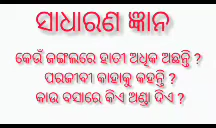 ସାଧାରଣ ଜ୍ଞାନ
କେଉଁ ଜଙ୍ଗଲରେ ହାତୀ ଅଧିକ ଅଛନ୍ତି ?
ପରଜୀବୀ କାହାକୁ କହନ୍ତି ?
କାଉ ବସାରେ କିଏ ଅଣ୍ଡା ଦିଏ ?